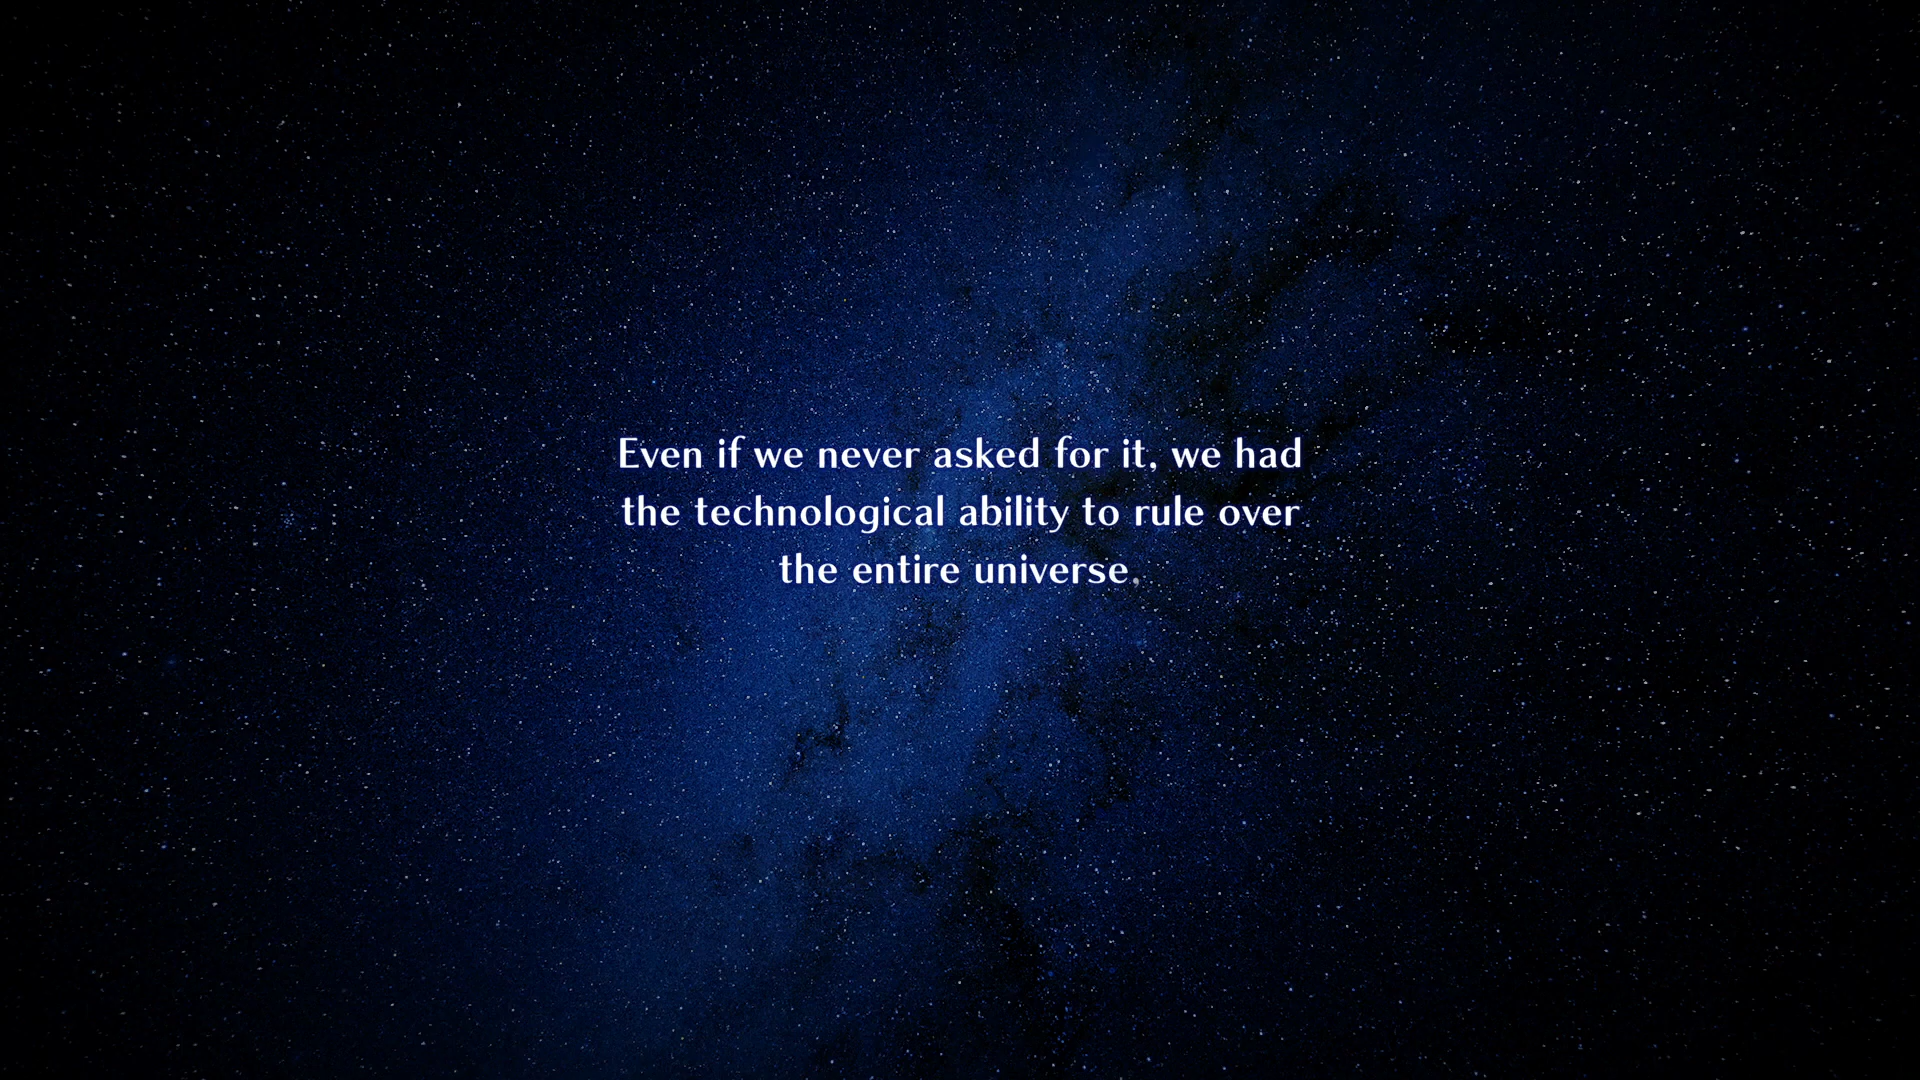 Even if we never asked for it, we had
the technological ability to rule over
the entire universe.